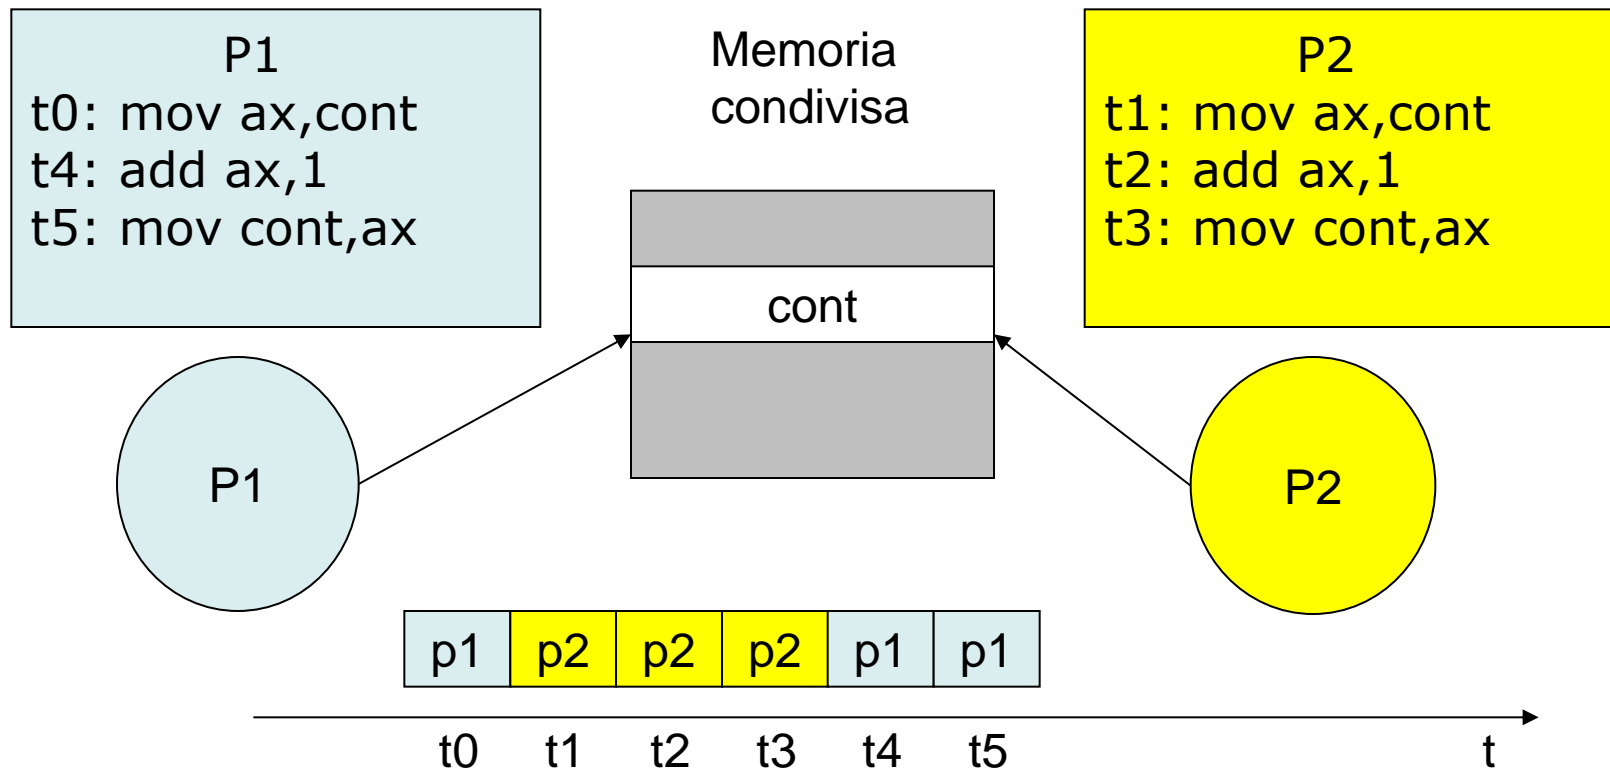 P1
t0: mov ax,cont
t4: add ax,1
t5: mov cont,ax
Memoria
condivisa
P2
t1: mov ax,cont
t2: add ax,1
t3: mov cont,ax
cont
P1
P2
p1 p2 p2 p2 p1 p1
t0 t1 t2 t3 t4 t5 t